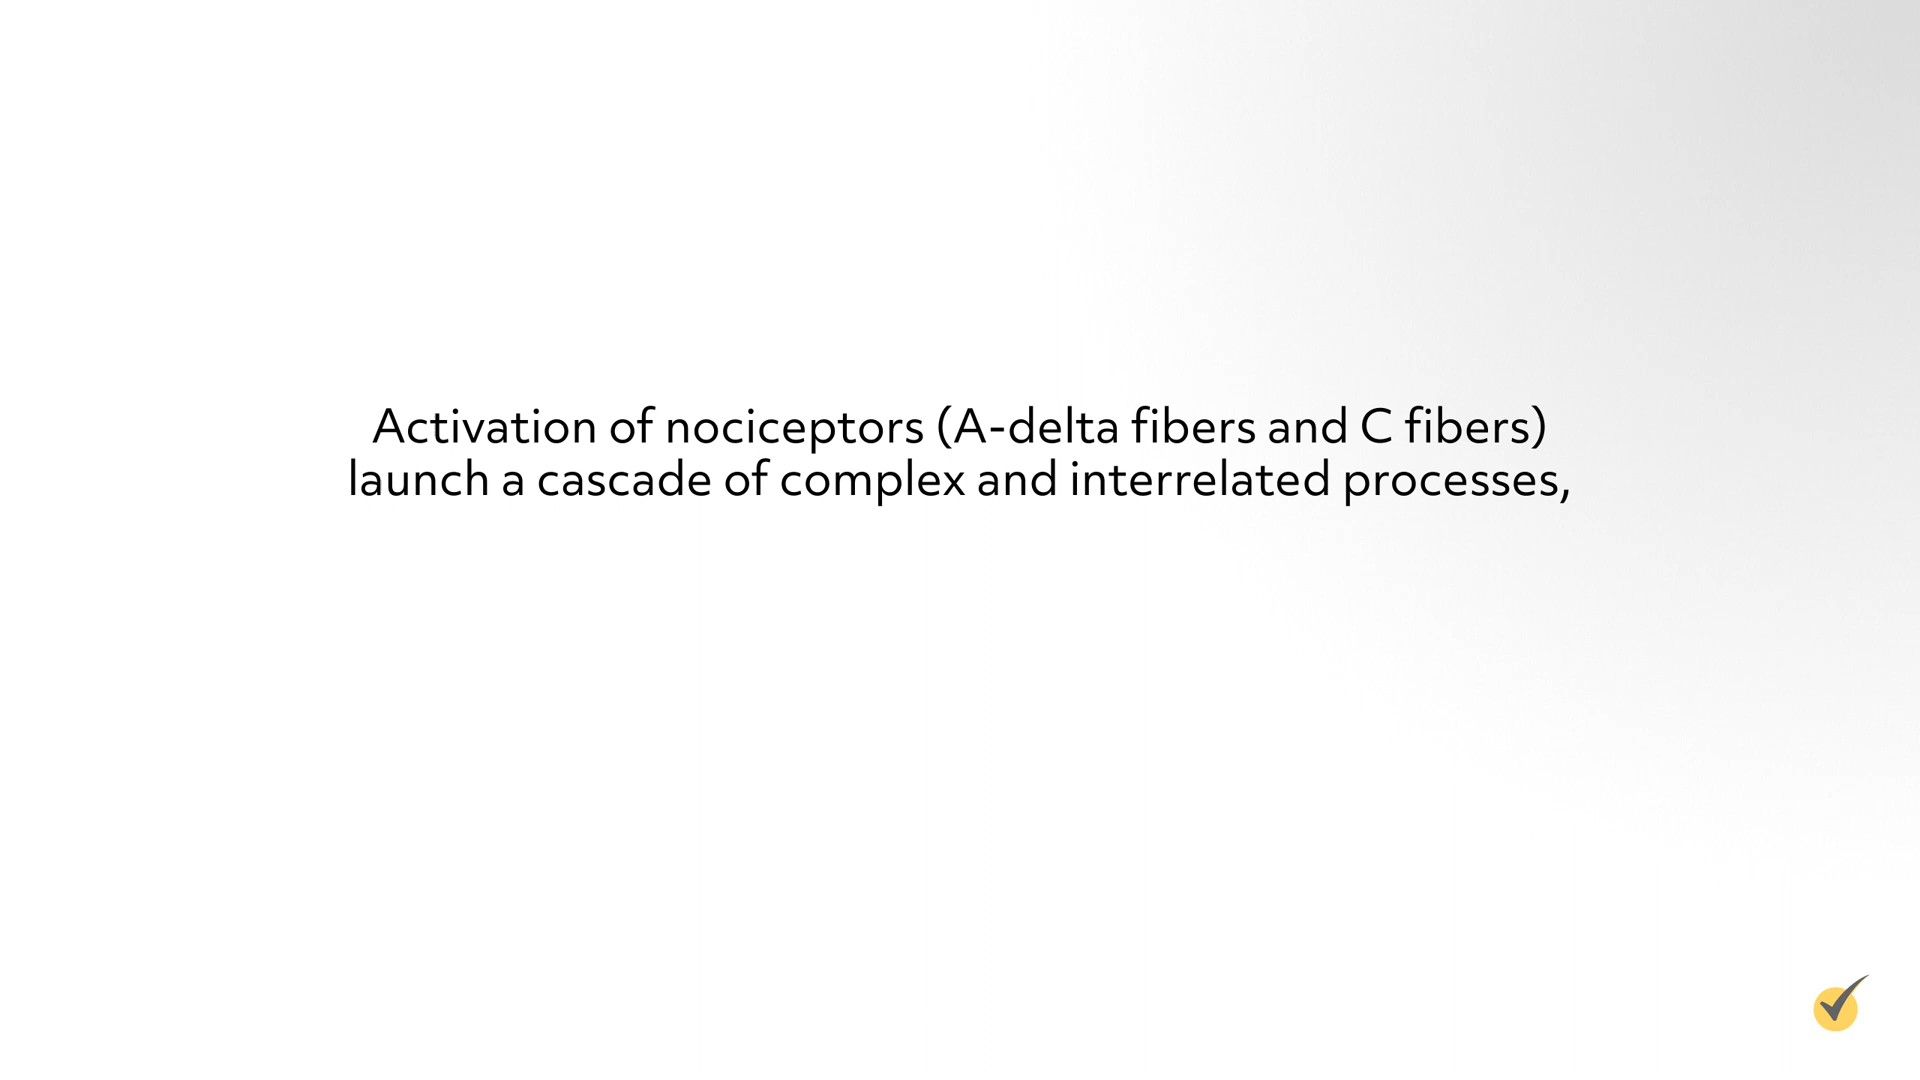 Activation of nociceptors (A-delta fibers and C fibers)
launch a cascade of complex and interrelated processes,